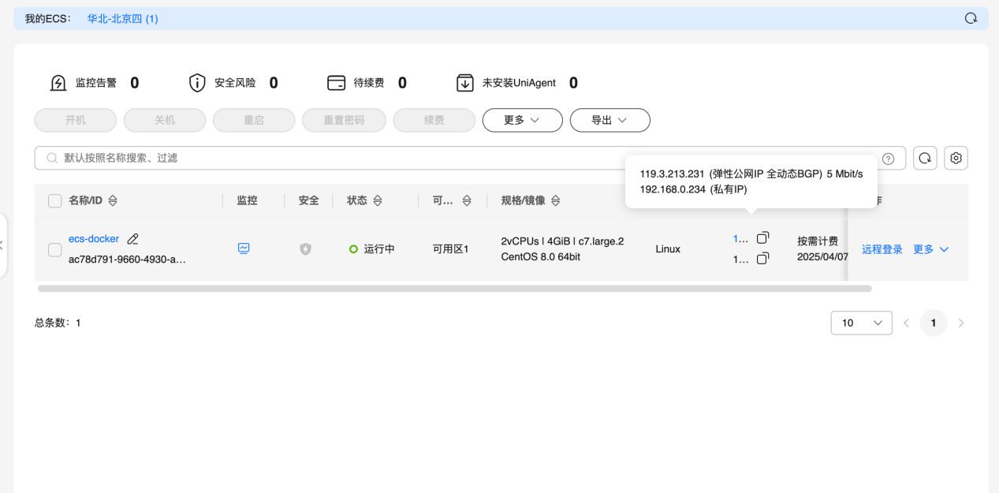 我的ECS： 华北-北京四 (1)
监控告警 0 安全风险 0 待续费 0 未安装UniAgent 0
开机 关机 重启 重置密码 续费 更多 导出
默认按照名称搜索、过滤
119.3.213.231 (弹性公网IP 全动态BGP) 5 Mbit/s
192.168.0.234 (私有IP)
名称/ID 监控 安全 状态 可... 规格/镜像
ecs-docker
ac78d791-9660-4930-a...
运行中
可用区1
2vCPUs | 4GiB | c7.large.2
CentOS 8.0 64bit
Linux
1...
1...
按需计费
2025/04/07
远程登录 更多
总条数：1
10 1